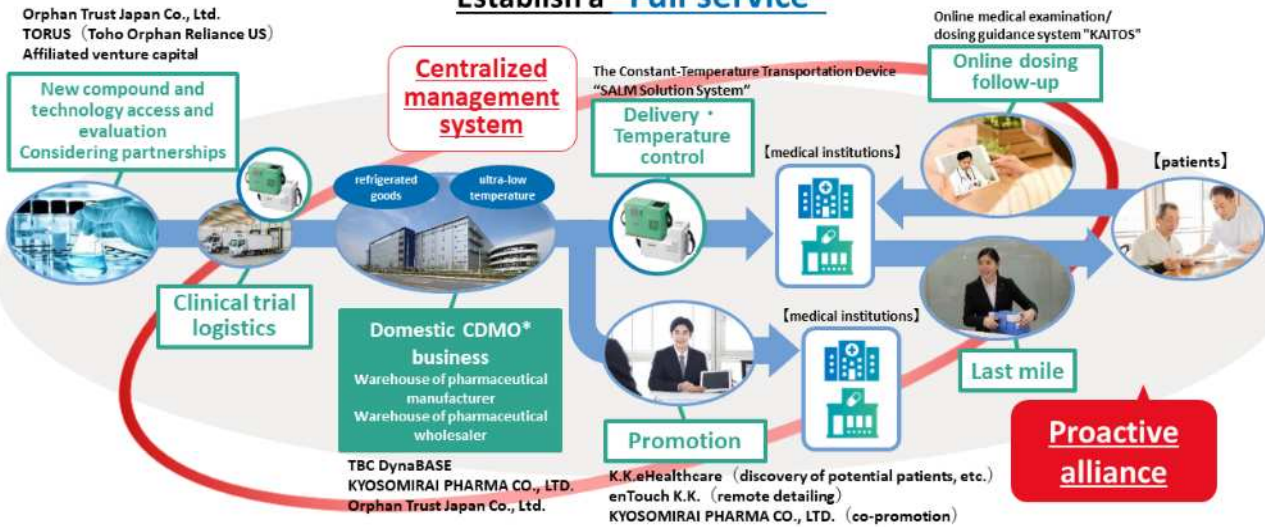 Establish a "Full service"
Orphan Trust Japan Co., Ltd.
TORUS（Toho Orphan Reliance US）
Affiliated venture capital
New compound and
technology access and
evaluation
Considering partnerships
Centralized
management
system
The Constant-Temperature Transportation Device
“SALM Solution System”
Delivery・
Temperature
control
Online medical examination/
dosing guidance system "KAITOS"
Online dosing
follow-up
【medical institutions】
【patients】
refrigerated
goods
ultra-low
temperature
Clinical trial
logistics
Domestic CDMO*
business
Warehouse of pharmaceutical
manufacturer
Warehouse of pharmaceutical
wholesaler
TBC DynaBASE
KYOSOMIRAI PHARMA CO., LTD.
Orphan Trust Japan Co., Ltd.
【medical institutions】
Promotion
K.K.eHealthcare（discovery of potential patients, etc.）
enTouch K.K.（remote detailing）
KYOSOMIRAI PHARMA CO., LTD.（co-promotion）
Last mile
Proactive
alliance